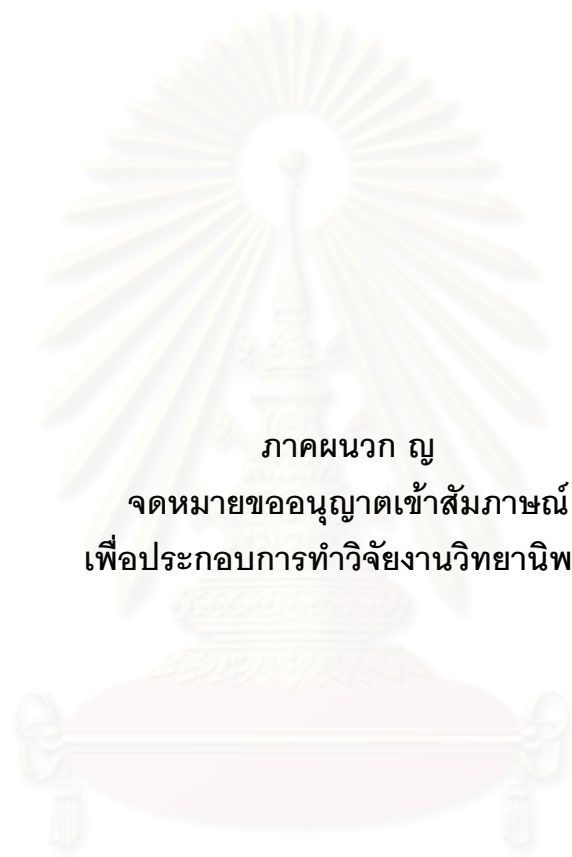 ภาคผนวก ญ
จดหมายขออนุญาตเข้าสัมภาษณ์
เพื่อประกอบการทำวิจัยงานวิทยานิพ